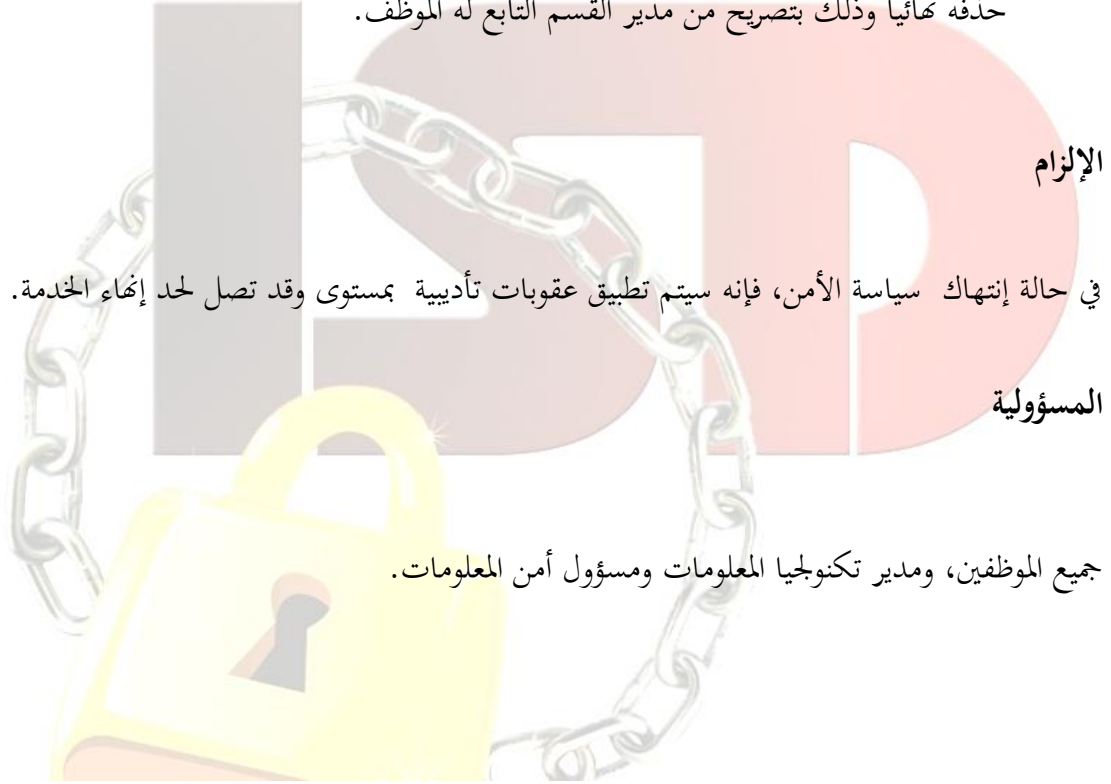 حذفه نهائياً وذلك بتصريح من مدير القسم التابع له الموظف.
الإلزام
في حالة إنتهاك سياسة الأمن، فإنه سيتم تطبيق عقوبات تأديبية بمستوى وقد تصل لحد إنهاء الخدمة.
المسؤولية
جميع الموظفين، ومدير تكنولجيا المعلومات ومسؤول أمن المعلومات.
ISD